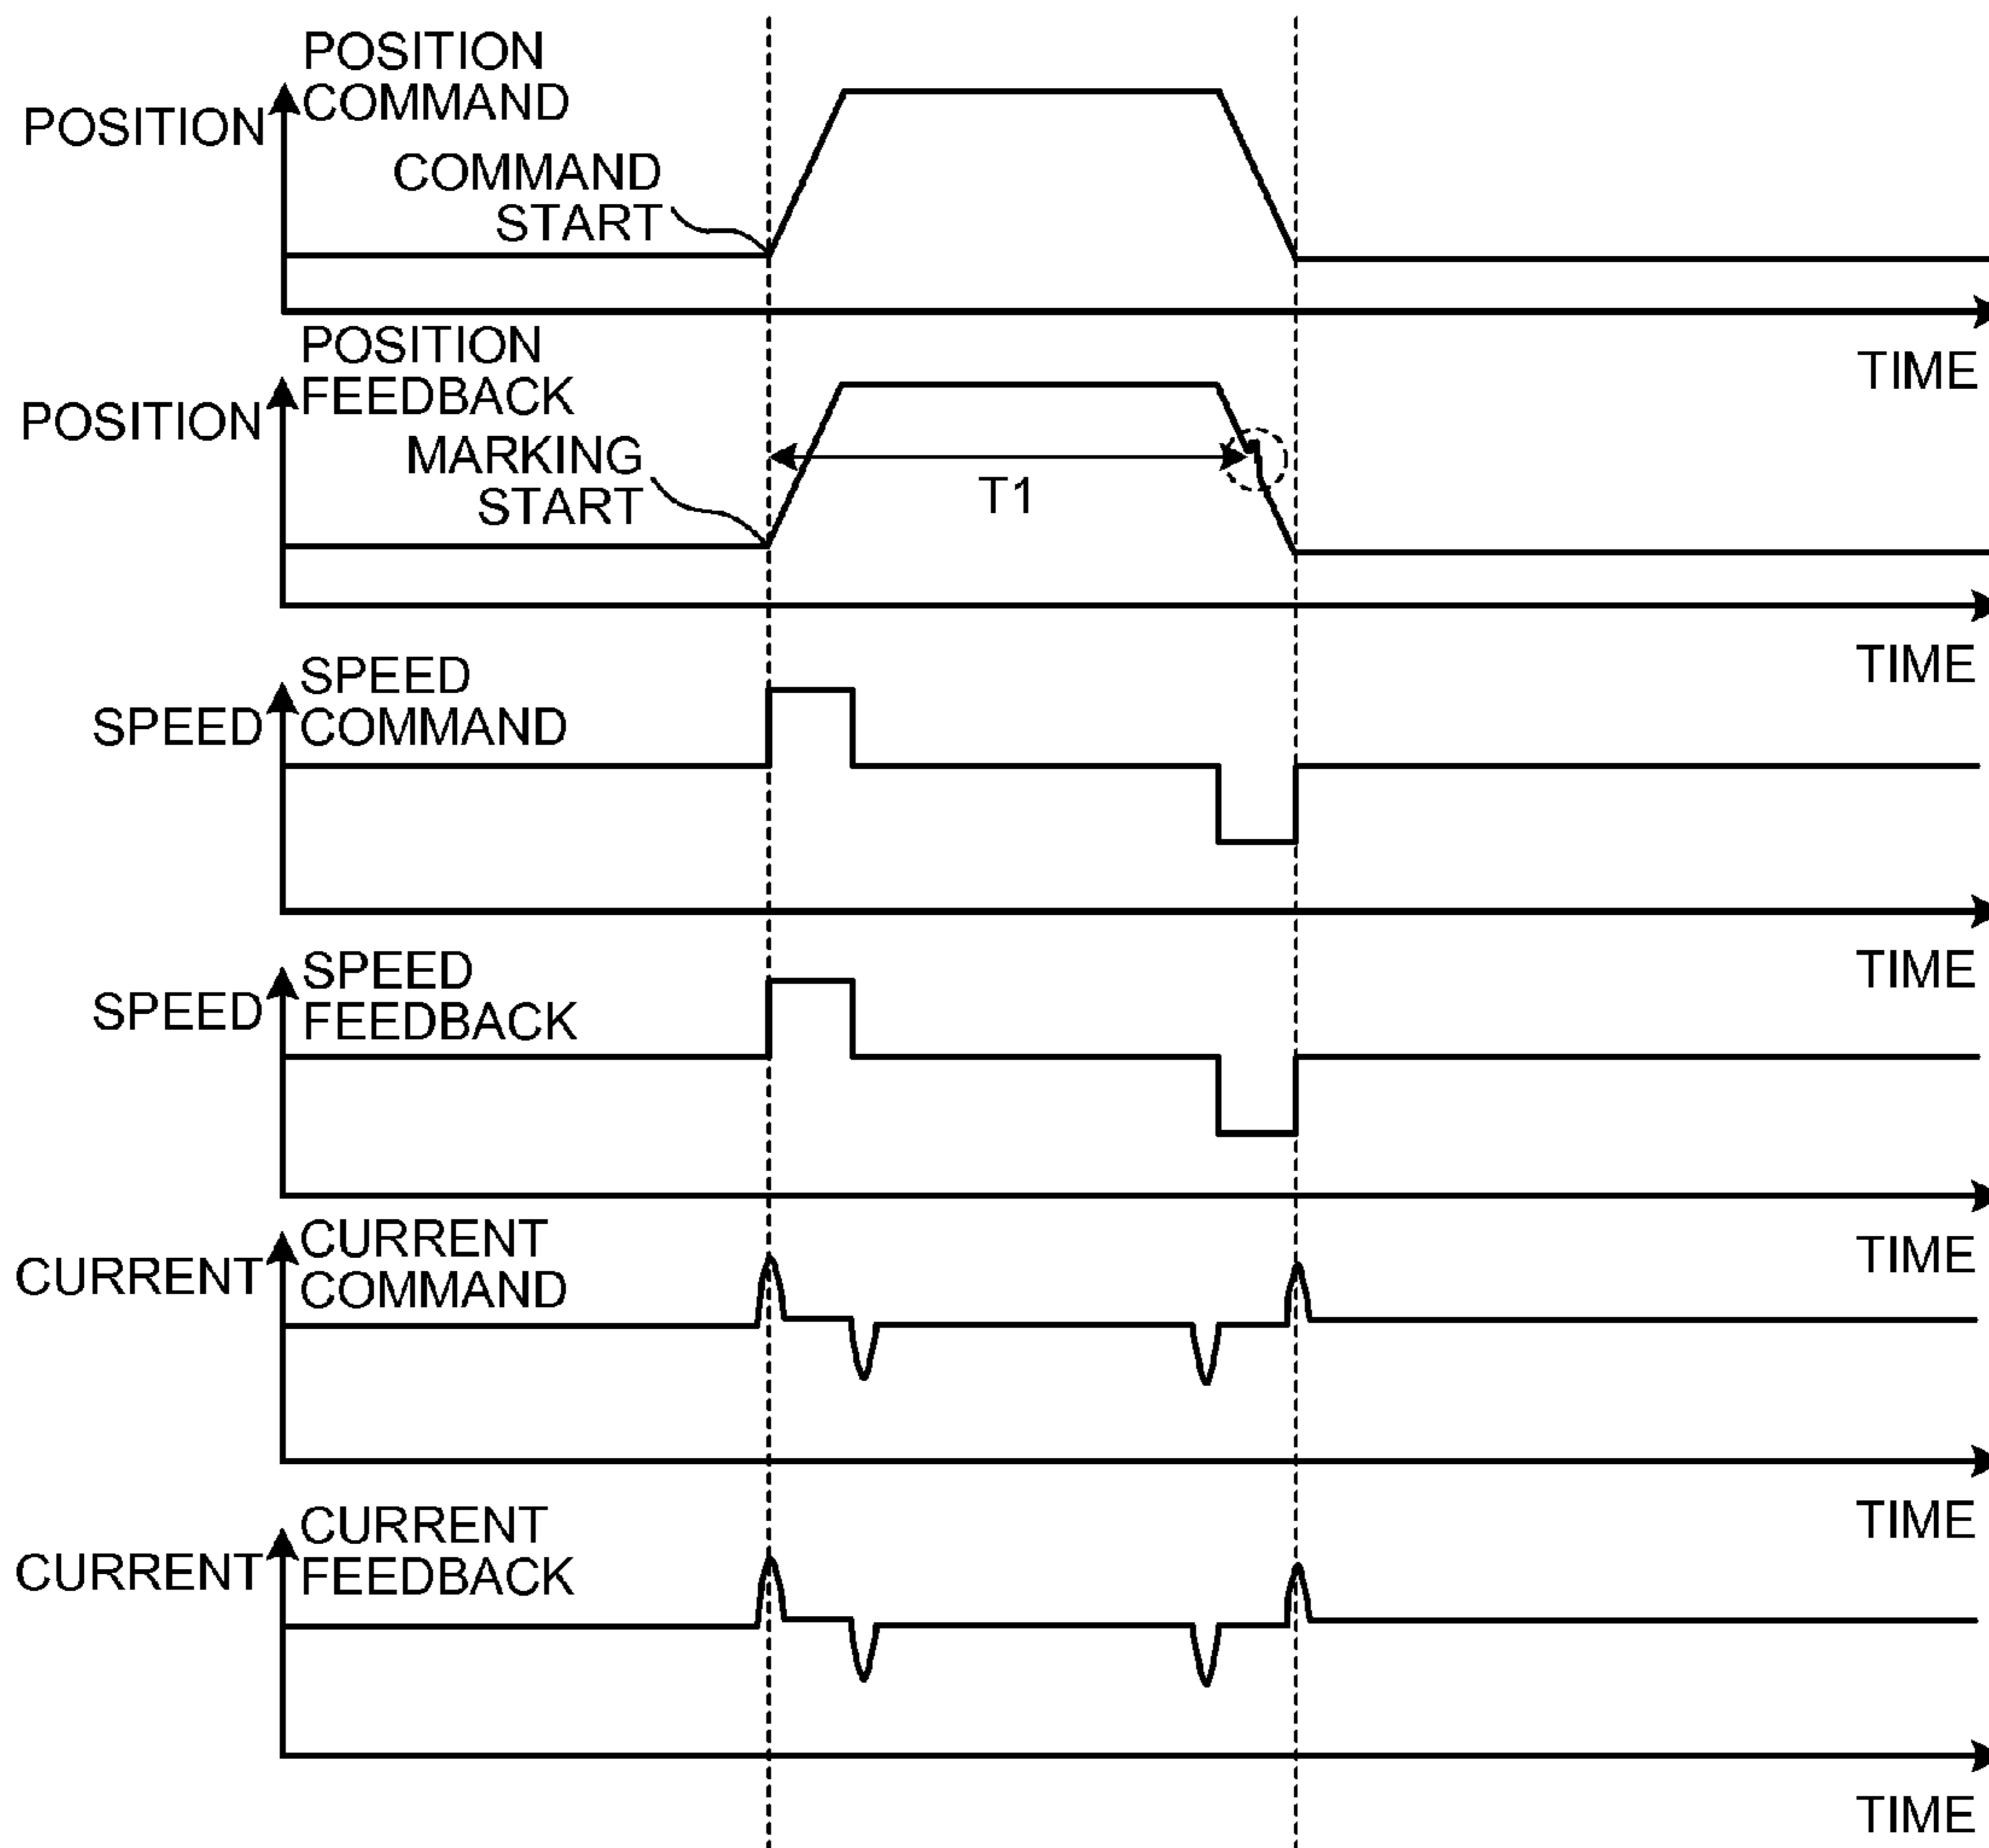 POSITION
COMMAND
POSITION
COMMAND
START
TIME
POSITION
FEEDBACK
POSITION
MARKING
START
T1
TIME
SPEED
COMMAND
SPEED
TIME
SPEED
FEEDBACK
SPEED
TIME
CURRENT
COMMAND
CURRENT
TIME
CURRENT
FEEDBACK
CURRENT
TIME